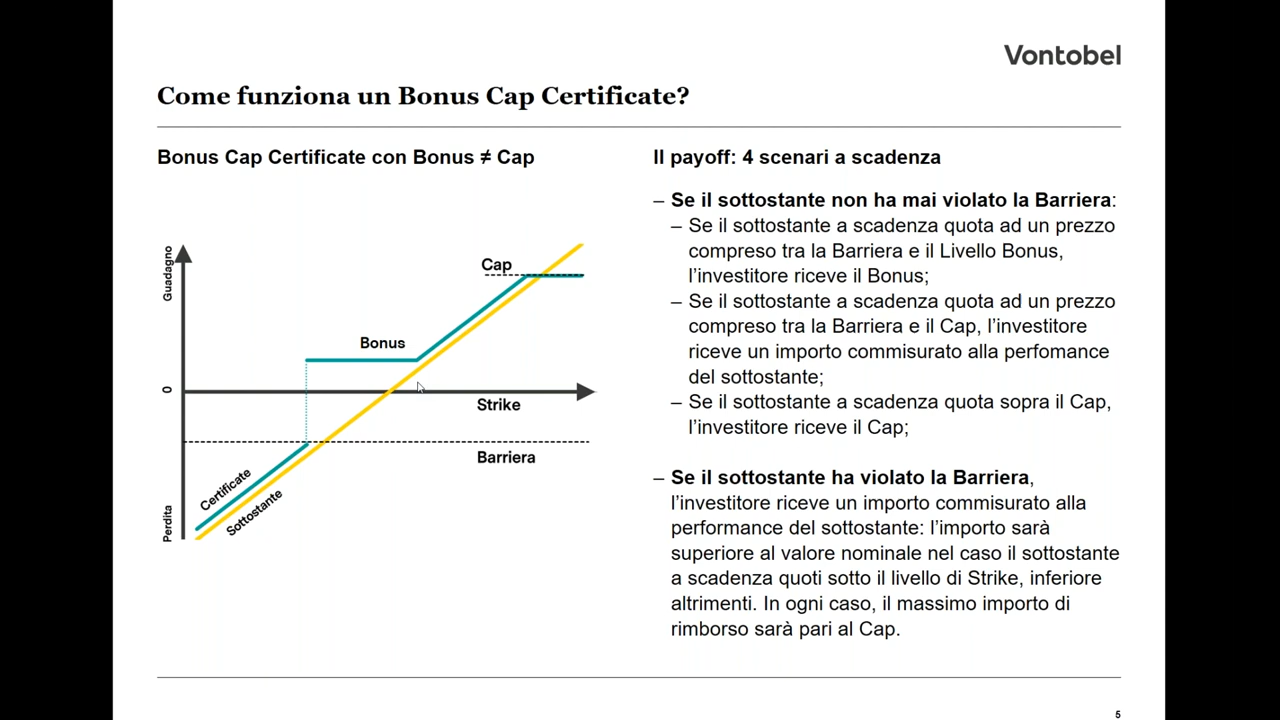 Vontobel
Come funziona un Bonus Cap Certificate?
Bonus Cap Certificate con Bonus ≠ Cap
Guadagno
0
Perdita
Cap
Bonus
Strike
Barriera
Certificate
Sottostante
Il payoff: 4 scenari a scadenza
– Se il sottostante non ha mai violato la Barriera:
– Se il sottostante a scadenza quota ad un prezzo
compreso tra la Barriera e il Livello Bonus,
l’investitore riceve il Bonus;
– Se il sottostante a scadenza quota ad un prezzo
compreso tra la Barriera e il Cap, l’investitore
riceve un importo commisurato alla perfomance
del sottostante;
– Se il sottostante a scadenza quota sopra il Cap,
l’investitore riceve il Cap;
– Se il sottostante ha violato la Barriera,
l’investitore riceve un importo commisurato alla
performance del sottostante: l’importo sarà
superiore al valore nominale nel caso il sottostante
a scadenza quoti sotto il livello di Strike, inferiore
altrimenti. In ogni caso, il massimo importo di
rimborso sarà pari al Cap.
5